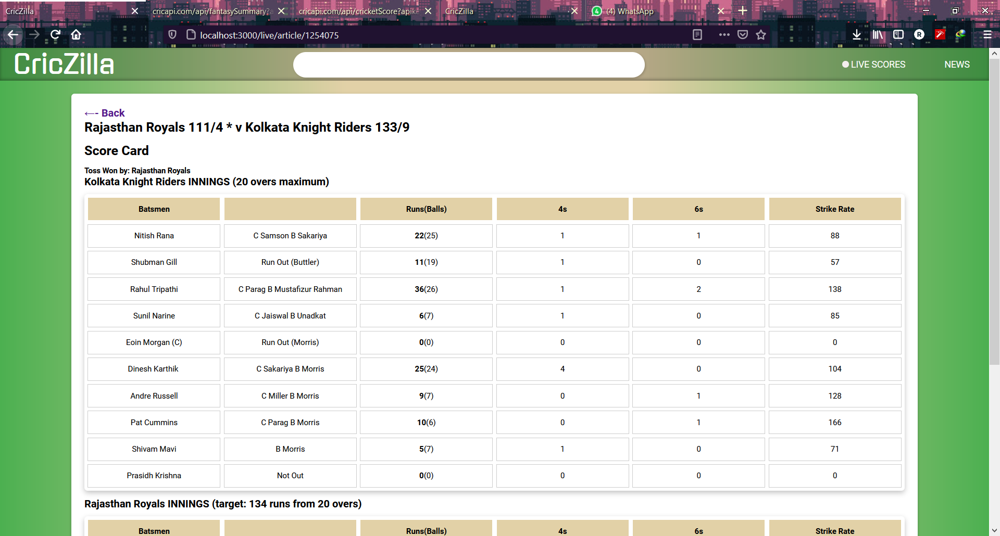 CricZilla cricapi.com/api/fantasySummary?a cricapi.com/api/cricketScore?apike CricZilla 4 (4) WhatsApp
localhost:3000/live/article/1254075 R
CricZilla LIVE SCORES NEWS
←- Back
Rajasthan Royals 111/4 * v Kolkata Knight Riders 133/9
Score Card
Toss Won by: Rajasthan Royals
Kolkata Knight Riders INNINGS (20 overs maximum)
Batsmen Runs(Balls) 4s 6s Strike Rate
Nitish Rana C Samson B Sakariya 22(25) 1 1 88
Shubman Gill Run Out (Buttler) 11(19) 1 0 57
Rahul Tripathi C Parag B Mustafizur Rahman 36(26) 1 2 138
Sunil Narine C Jaiswal B Unadkat 6(7) 1 0 85
Eoin Morgan (C) Run Out (Morris) 0(0) 0 0 0
Dinesh Karthik C Sakariya B Morris 25(24) 4 0 104
Andre Russell C Miller B Morris 9(7) 0 1 128
Pat Cummins C Parag B Morris 10(6) 0 1 166
Shivam Mavi B Morris 5(7) 1 0 71
Prasidh Krishna Not Out 0(0) 0 0 0
Rajasthan Royals INNINGS (target: 134 runs from 20 overs)
Batsmen Runs(Balls) 4s 6s Strike Rate